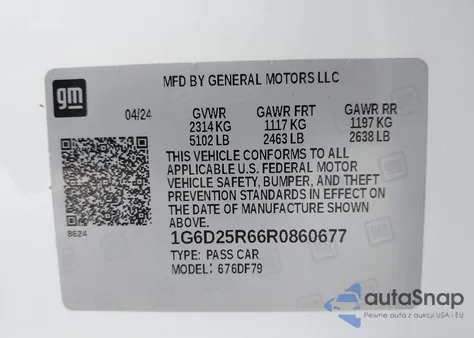 gm
MFD BY GENERAL MOTORS LLC
04/24 GVWR GAWR FRT GAWR RR
2314 KG 1117 KG 1197 KG
5102 LB 2463 LB 2638 LB
THIS VEHICLE CONFORMS TO ALL
APPLICABLE U.S. FEDERAL MOTOR
VEHICLE SAFETY, BUMPER, AND THEFT
PREVENTION STANDARDS IN EFFECT ON
THE DATE OF MANUFACTURE SHOWN
ABOVE.
8624
1G6D25R66R0860677
TYPE: PASS CAR
MODEL: 676DF79
autoSnap
Pewne auta z aukcji USA i EU